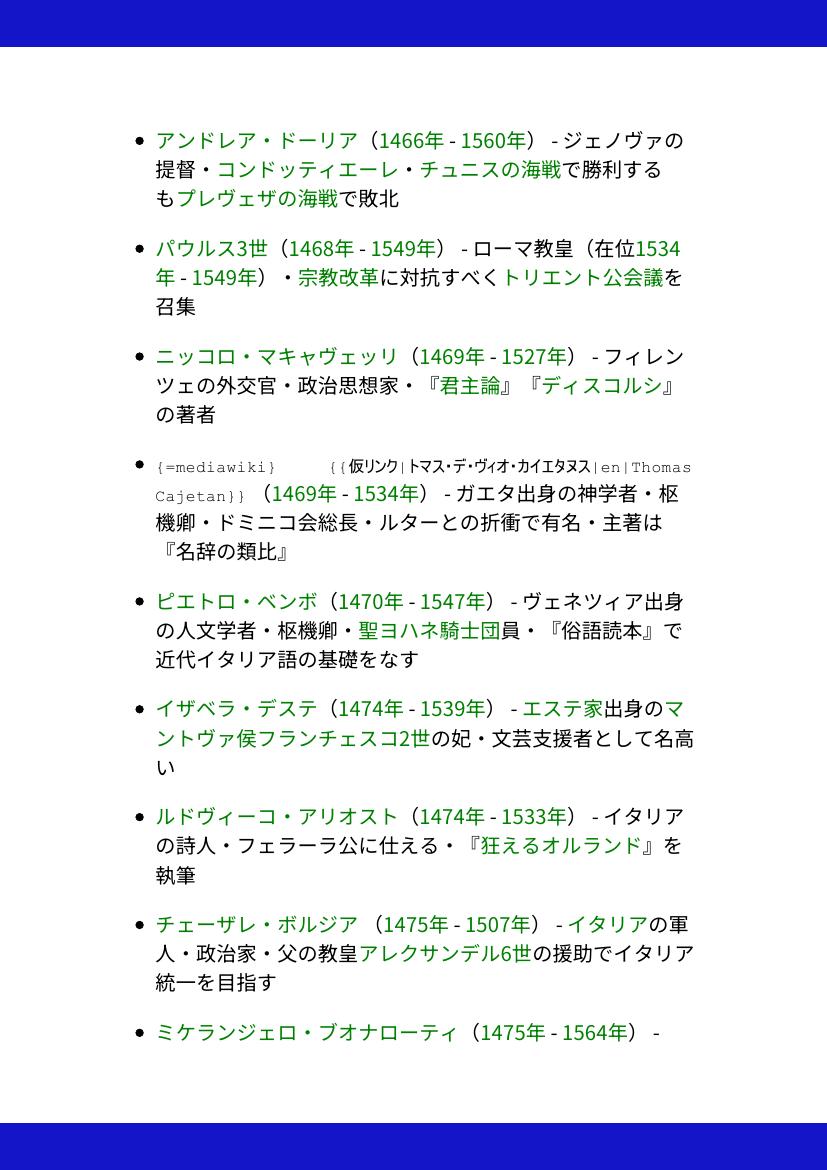 • アンドレア・ドーリア（1466年 - 1560年） - ジェノヴァの
提督・コンドッティエーレ・チュニスの海戦で勝利する
もプレヴェザの海戦で敗北
• パウルス3世（1468年 - 1549年） - ローマ教皇（在位1534
年 - 1549年）・宗教改革に対抗すべくトリエント公会議を
召集
• ニッコロ・マキャヴェッリ（1469年 - 1527年） - フィレン
ツェの外交官・政治思想家・『君主論』『ディスコルシ』
の著者
• {=mediawiki} {{仮リンク|トマス・デ・ヴィオ・カイエタヌス|en|Thomas
Cajetan}} （1469年 - 1534年） - ガエタ出身の神学者・枢
機卿・ドミニコ会総長・ルターとの折衝で有名・主著は
『名辞の類比』
• ピエトロ・ベンボ（1470年 - 1547年） - ヴェネツィア出身
の人文学者・枢機卿・聖ヨハネ騎士団員・『俗語読本』で
近代イタリア語の基礎をなす
• イザベラ・デステ（1474年 - 1539年） - エステ家出身のマ
ントヴァ侯フランチェスコ2世の妃・文芸支援者として名高
い
• ルドヴィーコ・アリオスト（1474年 - 1533年） - イタリア
の詩人・フェラーラ公に仕える・『狂えるオルランド』を
執筆
• チェーザレ・ボルジア （1475年 - 1507年） - イタリアの軍
人・政治家・父の教皇アレクサンデル6世の援助でイタリア
統一を目指す
• ミケランジェロ・ブオナローティ（1475年 - 1564年） -